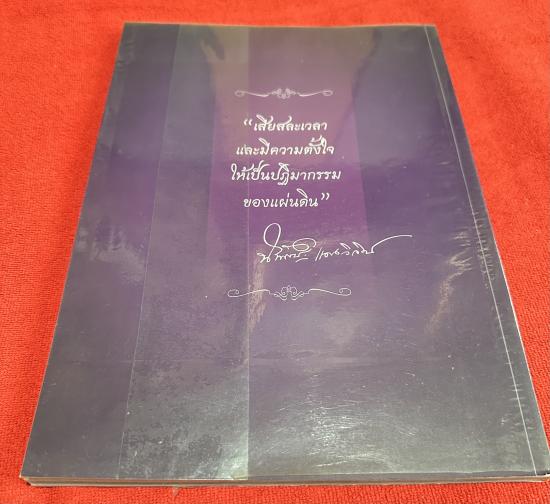 “เสียสละเวลา
และมีความตั้งใจ
ให้เป็นปฏิมากรรม
ของแผ่นดิน”